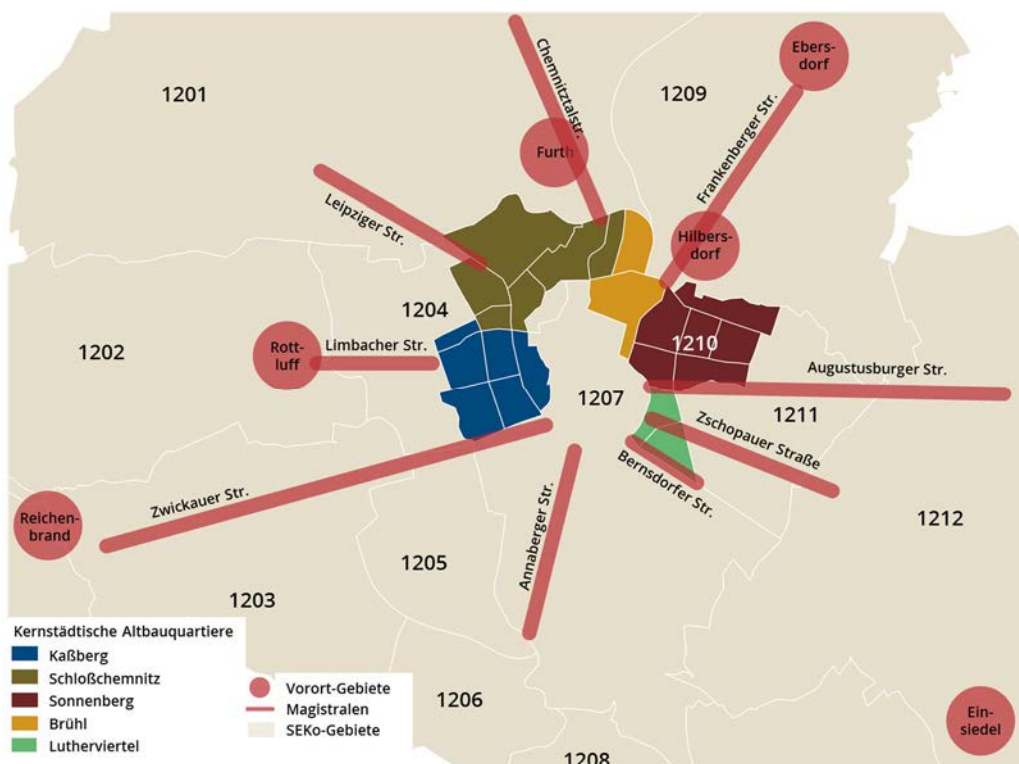 Ebers-
dorf
Chemnitztalstr.
1209
1201
Furth
Frankenberger Str.
Leipziger Str.
Hilbers-
dorf
1204
1202
Rott-
luff
Limbacher Str.
1210
Augustusburger Str.
1207
1211
Zschopauer Straße
Bernsdorfer Str.
Zwickauer Str.
Reichen-
brand
Annaberger Str.
1212
1205
1203
Kernstädtische Altbauquartiere
Kaßberg
Schloßchemnitz
Sonnenberg
Brühl
Lutherviertel
Vorort-Gebiete
Magistralen
SEKo-Gebiete
1206
Ein-
siedel
1208